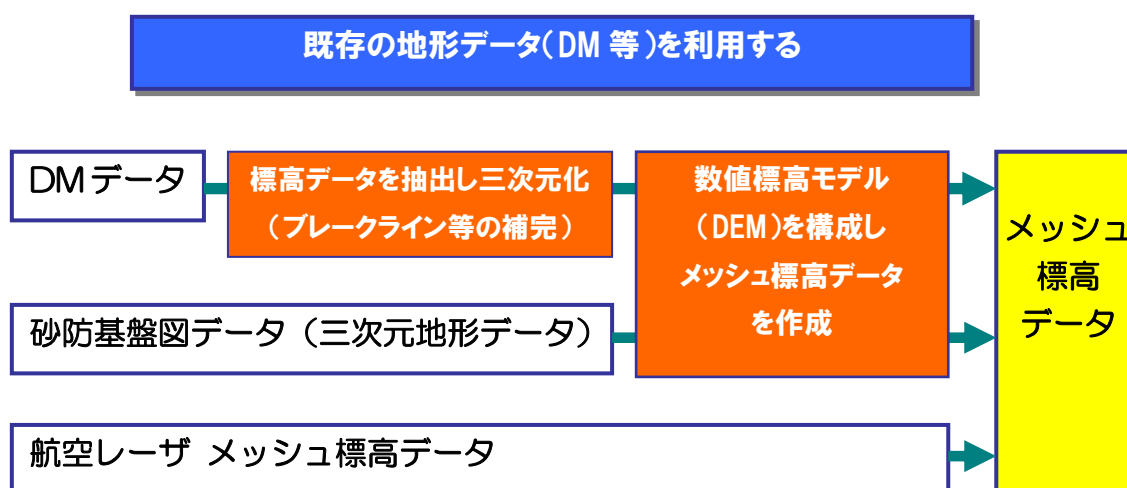 既存の地形データ(DM 等)を利用する
DMデータ
標高データを抽出し三次元化
(ブレークライン等の補完)
数値標高モデル
(DEM)を構成し
メッシュ標高データ
を作成
メッシュ
標高
データ
砂防基盤図データ(三次元地形データ)
航空レーザ メッシュ標高データ